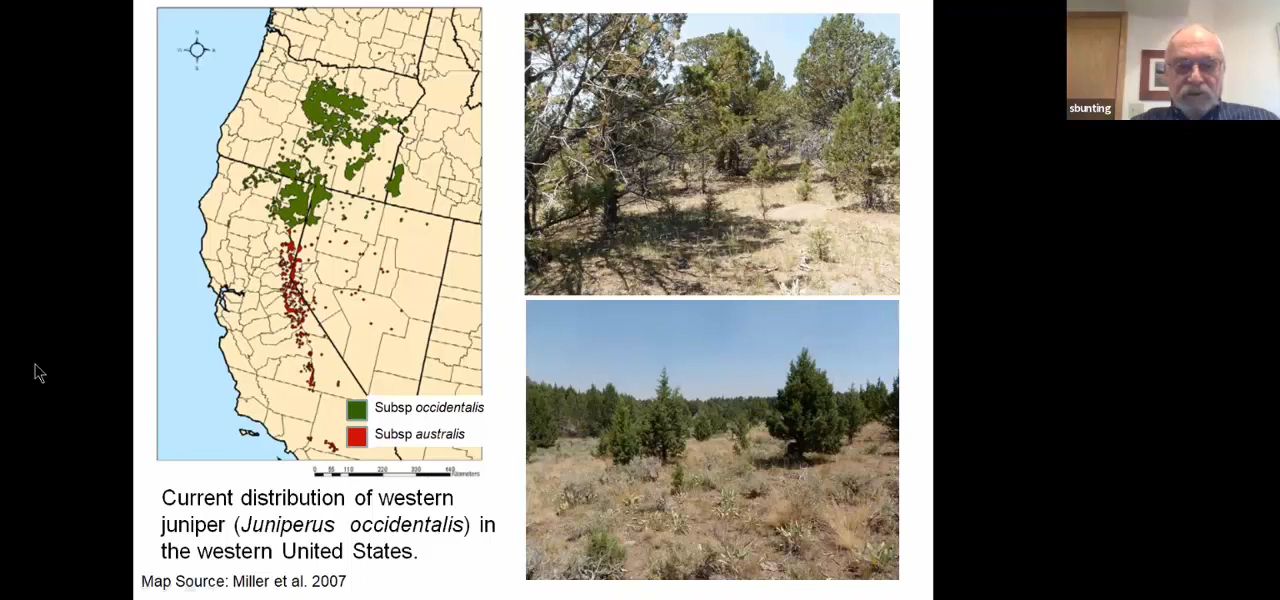 Subsp occidentalis
Subsp australis
Current distribution of western
juniper (Juniperus occidentalis) in
the western United States.
Map Source: Miller et al. 2007
sbunting